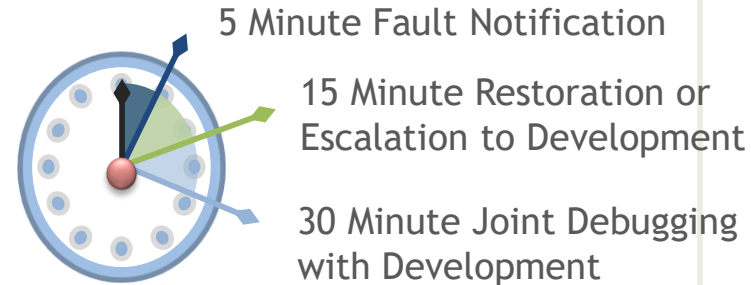 5 Minute Fault Notification
15 Minute Restoration or
Escalation to Development
30 Minute Joint Debugging
with Development